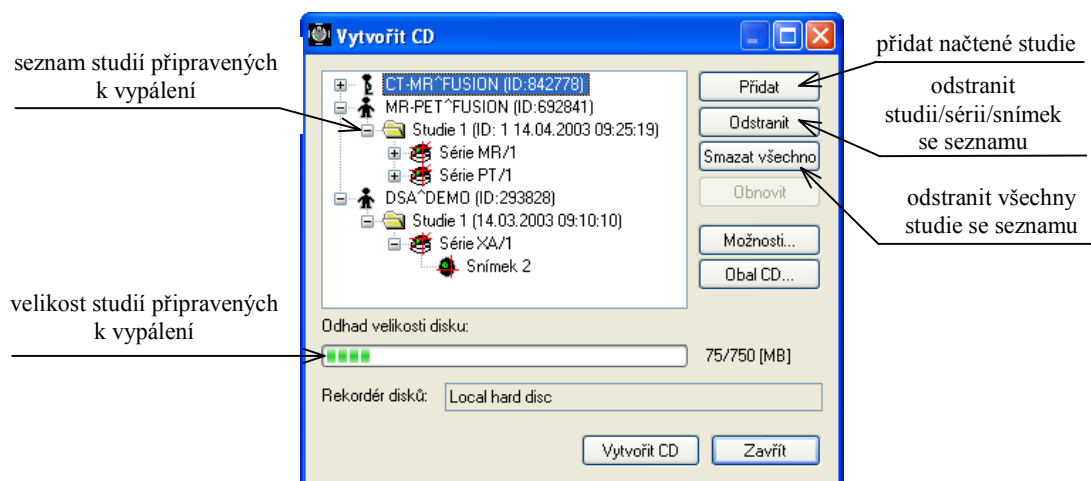 Vytvořit CD
seznam studií připravených
k vypálení
velikost studií připravených
k vypálení
CT-MR^FUSION (ID:842778)
MR-PET^FUSION (ID:692841)
Studie 1 (ID: 1 14.04.2003 09:25:19)
Série MR/1
Série PT/1
DSA^DEMO (ID:293828)
Studie 1 (14.03.2003 09:10:10)
Série XA/1
Snímek 2
Přidat
Odstranit
Smazat všechno
Obnovit
Možnosti...
Obal CD...
přidat načtené studie
odstranit
studii/sérii/snímek
se seznamu
odstranit všechny
studie se seznamu
Odhad velikosti disku:
75/750 [MB]
Rekordér disků: Local hard disc
Vytvořit CD Zavřít